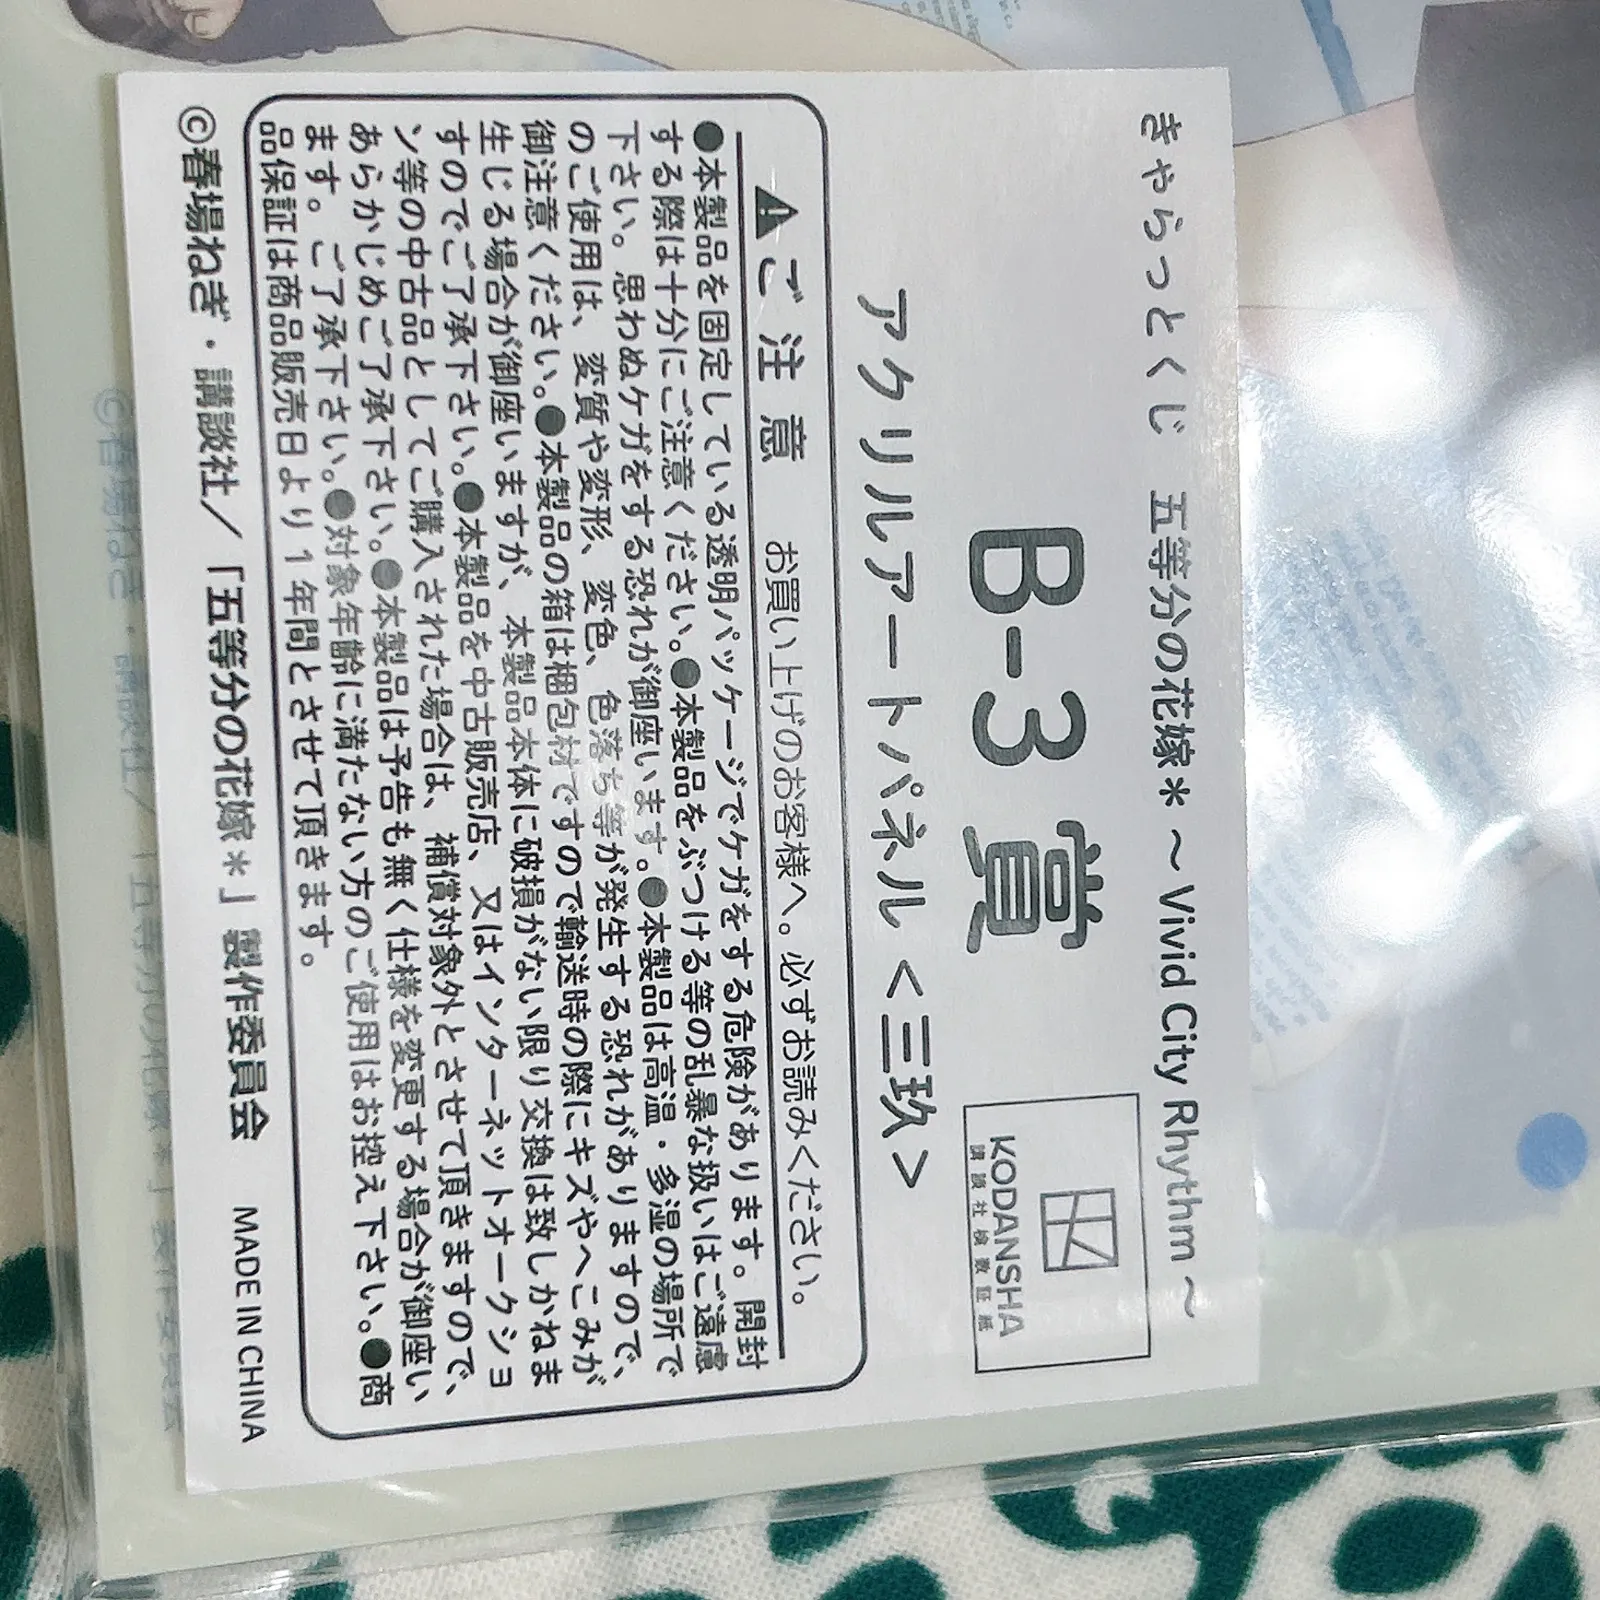 きゃらっとくじ 五等分の花嫁＊ ～Vivid City Rhythm～
B-3 賞
アクリルアートパネル＜三玖＞
KODANSHA
講談社検数証紙
ご注意 お買い上げのお客様へ。必ずお読みください。
●本製品を固定している透明パッケージでケガをする危険があります。開封
する際は十分にご注意ください。●本製品をぶつける等の乱暴な扱いはご遠慮
下さい。思わぬケガをする恐れが御座います。●本製品は高温・多湿の場所で
のご使用は、変質や変形、変色、色落ち等が発生する恐れがありますので、
御注意ください。●本製品の箱は梱包材ですので輸送時の際にキズやへこみが
生じる場合が御座いますが、本製品本体に破損がない限り交換は致しかねま
すのでご了承下さい。●本製品を中古販売店、又はインターネットオークショ
ン等の中古品としてご購入された場合は、補償対象外とさせて頂きますので、
あらかじめご了承下さい。●本製品は予告も無く仕様を変更する場合が御座い
ます。ご了承下さい。●対象年齢に満たない方のご使用はお控え下さい。●商
品保証は商品販売日より1年間とさせて頂きます。
©春場ねぎ・講談社／「五等分の花嫁＊」製作委員会 MADE IN CHINA
©春場ねぎ・講談社／「五等分の花嫁＊」製作委員会